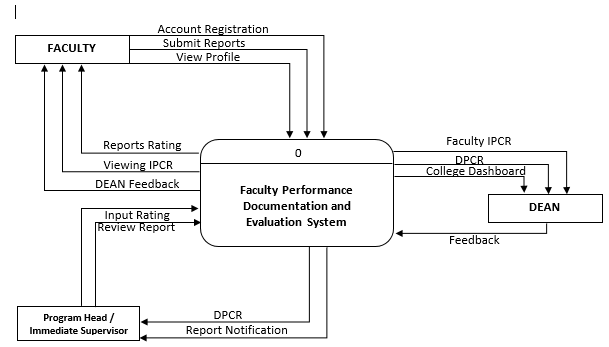 Account Registration
FACULTY
Submit Reports
View Profile
Reports Rating
Viewing IPCR
DEAN Feedback
0
Faculty Performance
Documentation and
Evaluation System
Faculty IPCR
DPCR
College Dashboard
DEAN
Feedback
Input Rating
Review Report
Program Head /
Immediate Supervisor
DPCR
Report Notification